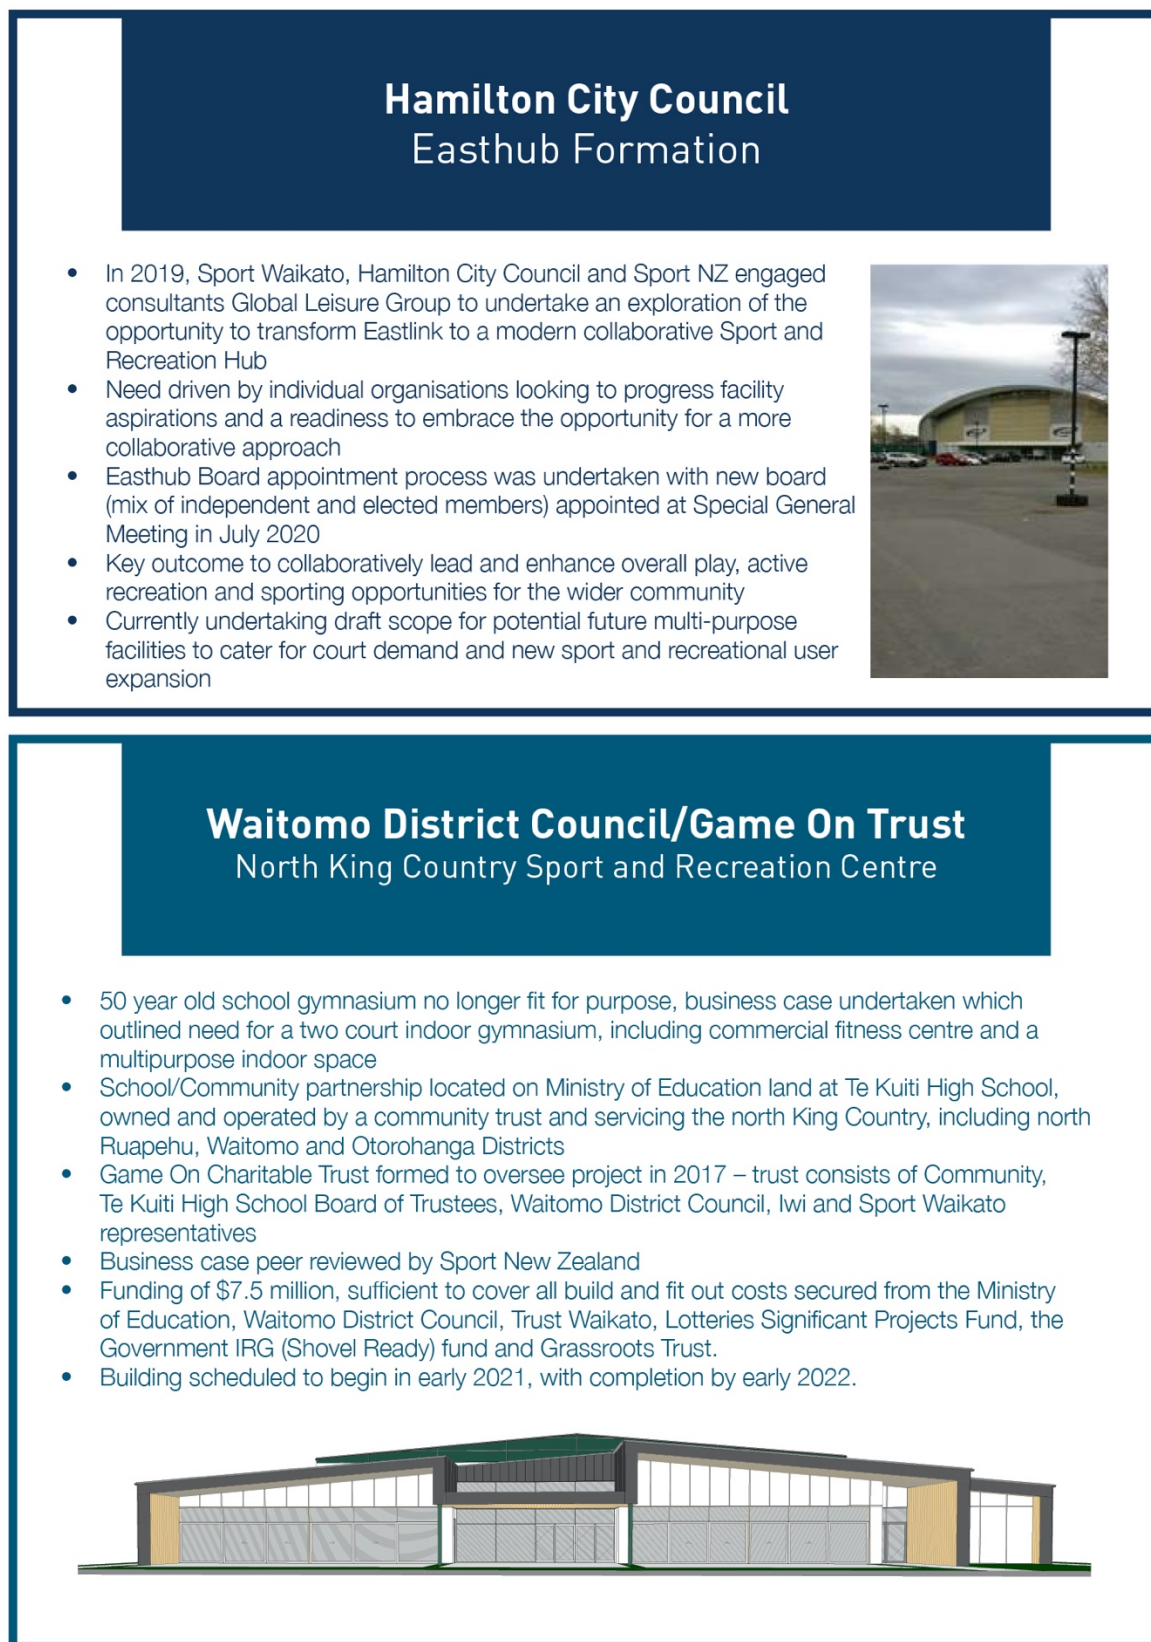 Hamilton City Council
Easthub Formation
• In 2019, Sport Waikato, Hamilton City Council and Sport NZ engaged
consultants Global Leisure Group to undertake an exploration of the
opportunity to transform Eastlink to a modern collaborative Sport and
Recreation Hub
• Need driven by individual organisations looking to progress facility
aspirations and a readiness to embrace the opportunity for a more
collaborative approach
• Easthub Board appointment process was undertaken with new board
(mix of independent and elected members) appointed at Special General
Meeting in July 2020
• Key outcome to collaboratively lead and enhance overall play, active
recreation and sporting opportunities for the wider community
• Currently undertaking draft scope for potential future multi-purpose
facilities to cater for court demand and new sport and recreational user
expansion
Waitomo District Council/Game On Trust
North King Country Sport and Recreation Centre
• 50 year old school gymnasium no longer fit for purpose, business case undertaken which
outlined need for a two court indoor gymnasium, including commercial fitness centre and a
multipurpose indoor space
• School/Community partnership located on Ministry of Education land at Te Kuiti High School,
owned and operated by a community trust and servicing the north King Country, including north
Ruapehu, Waitomo and Otorohanga Districts
• Game On Charitable Trust formed to oversee project in 2017 – trust consists of Community,
Te Kuiti High School Board of Trustees, Waitomo District Council, Iwi and Sport Waikato
representatives
• Business case peer reviewed by Sport New Zealand
• Funding of $7.5 million, sufficient to cover all build and fit out costs secured from the Ministry
of Education, Waitomo District Council, Trust Waikato, Lotteries Significant Projects Fund, the
Government IRG (Shovel Ready) fund and Grassroots Trust.
• Building scheduled to begin in early 2021, with completion by early 2022.